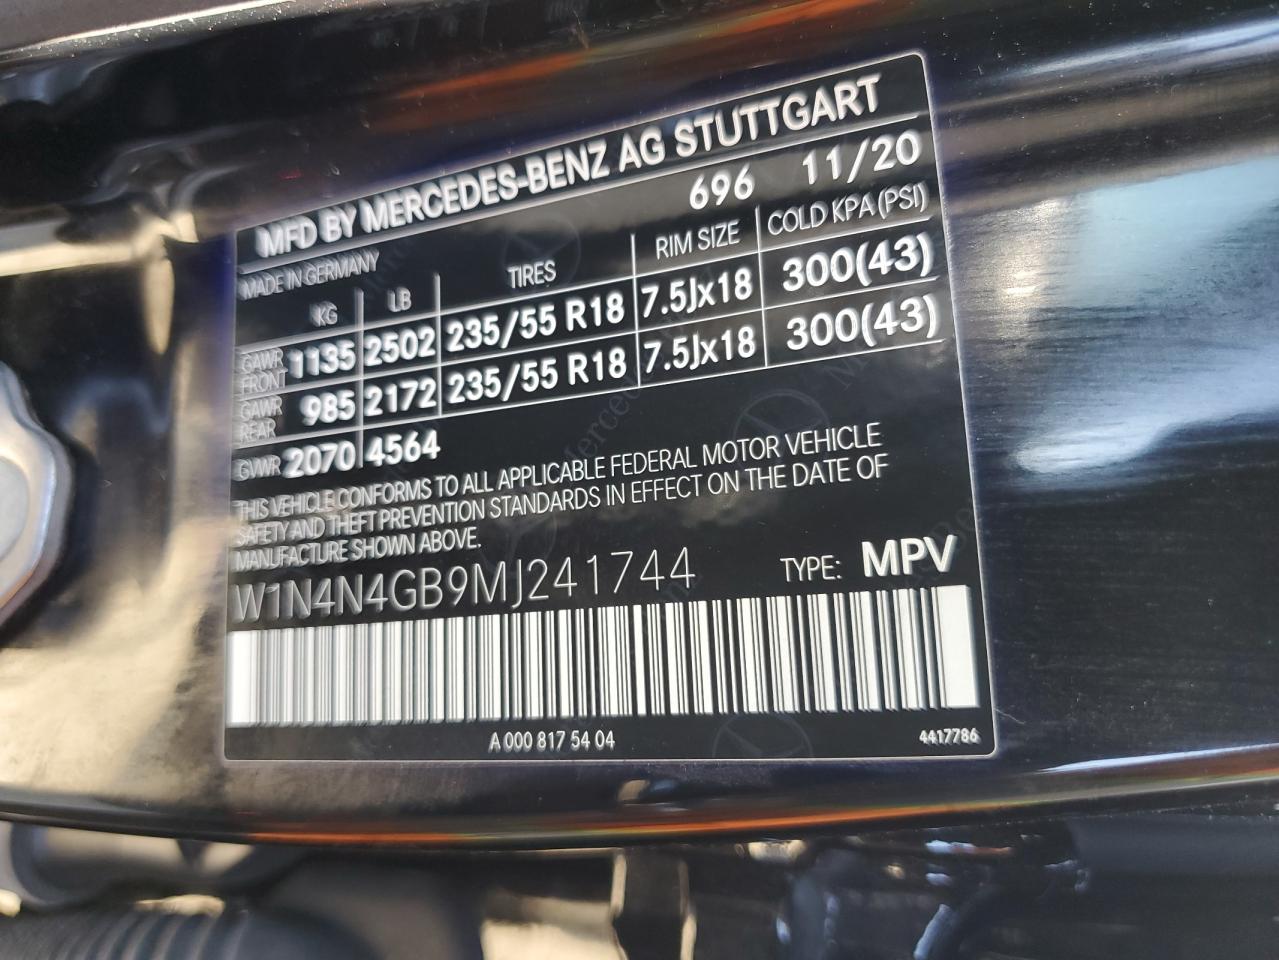 MFD BY MERCEDES-BENZ AG STUTTGART
MADE IN GERMANY 696 11/20
KG LB TIRES RIM SIZE COLD KPA (PSI)
GAWR FRONT 1135 2502 235/55 R18 7.5Jx18 300(43)
GAWR REAR 985 2172 235/55 R18 7.5Jx18 300(43)
GVWR 2070 4564
THIS VEHICLE CONFORMS TO ALL APPLICABLE FEDERAL MOTOR VEHICLE
SAFETY AND THEFT PREVENTION STANDARDS IN EFFECT ON THE DATE OF
MANUFACTURE SHOWN ABOVE.
W1N4N4GB9MJ241744 TYPE: MPV
A 000 817 54 04 4417786